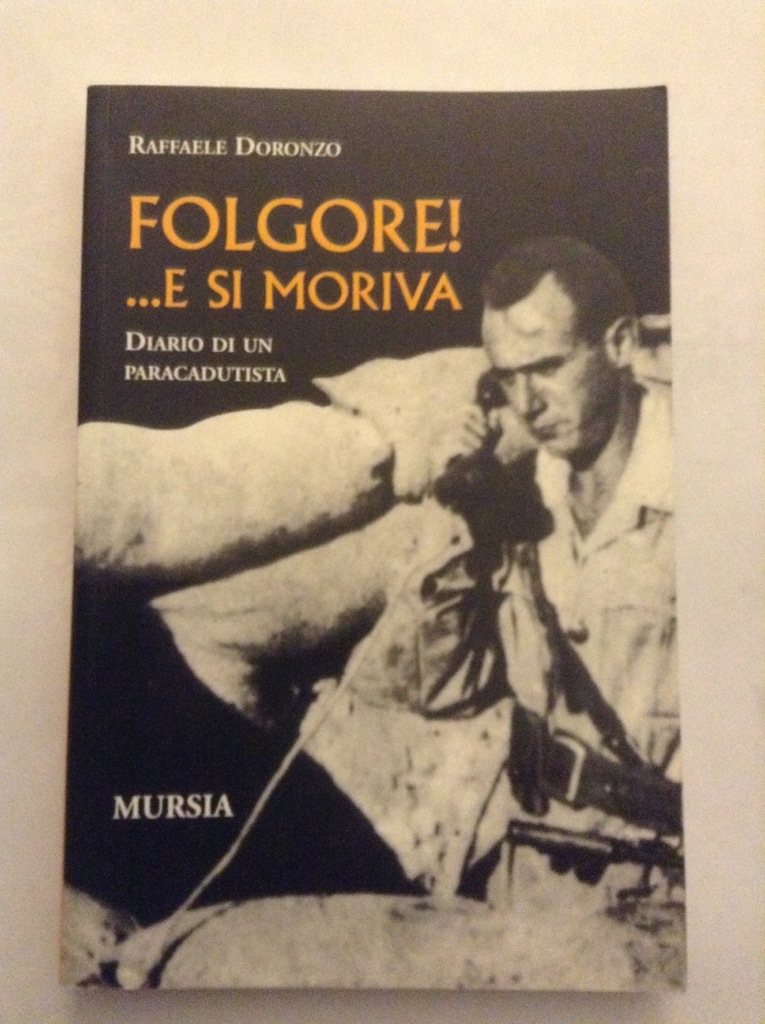 RAFFAELE DORONZO
FOLGORE!
...E SI MORIVA
DIARIO DI UN
PARACADUTISTA
MURSIA